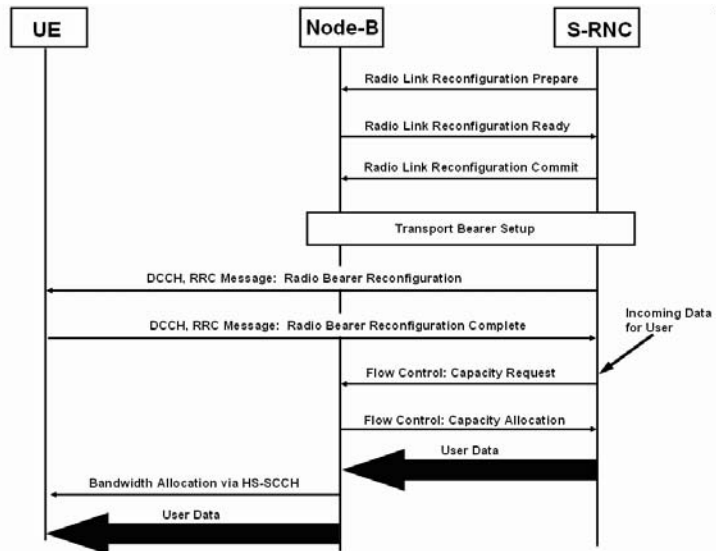 UE
Node-B
S-RNC
Radio Link Reconfiguration Prepare
Radio Link Reconfiguration Ready
Radio Link Reconfiguration Commit
Transport Bearer Setup
DCCH, RRC Message: Radio Bearer Reconfiguration
DCCH, RRC Message: Radio Bearer Reconfiguration Complete
Incoming Data
for User
Flow Control: Capacity Request
Flow Control: Capacity Allocation
User Data
Bandwidth Allocation via HS-SCCH
User Data